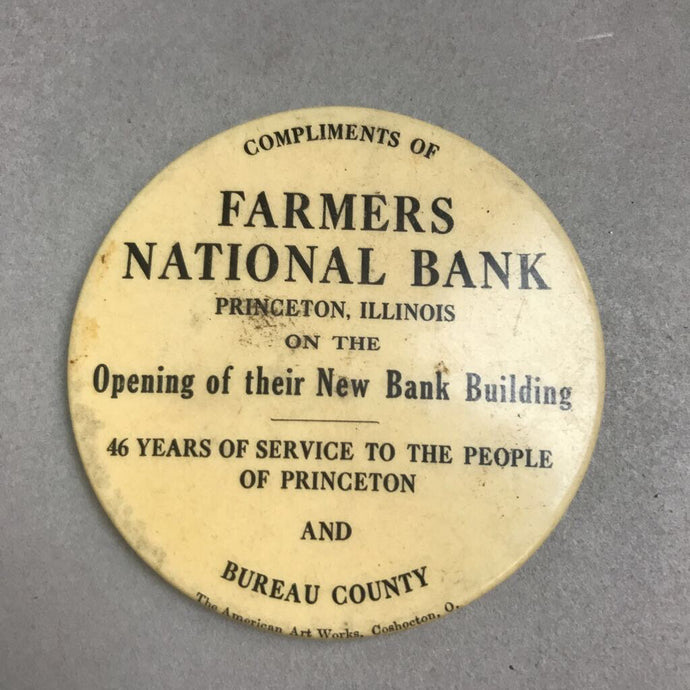 COMPLIMENTS OF
FARMERS
NATIONAL BANK
PRINCETON, ILLINOIS
ON THE
Opening of their New Bank Building
46 YEARS OF SERVICE TO THE PEOPLE
OF PRINCETON
AND
BUREAU COUNTY
The American Art Works, Coshocton, O.